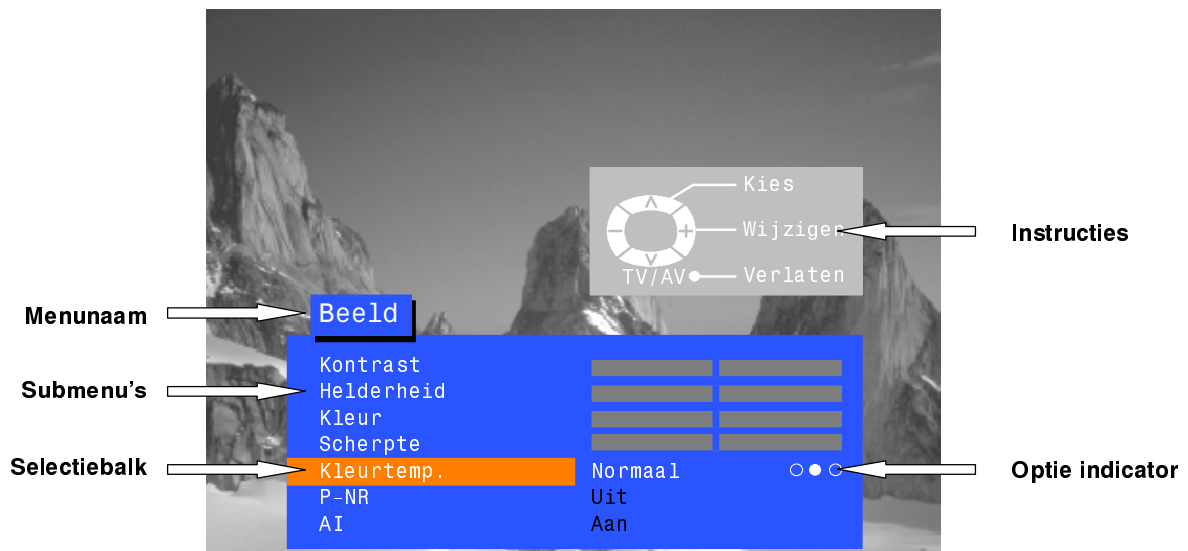 Kies
Wijzigen
TV/AV Verlaten
Instructies
Menunaam
Beeld
Kontrast
Submenu's
Helderheid
Kleur
Scherpte
Selectiebalk
Kleurtemp. Normaal
Optie indicator
P-NR Uit
AI Aan